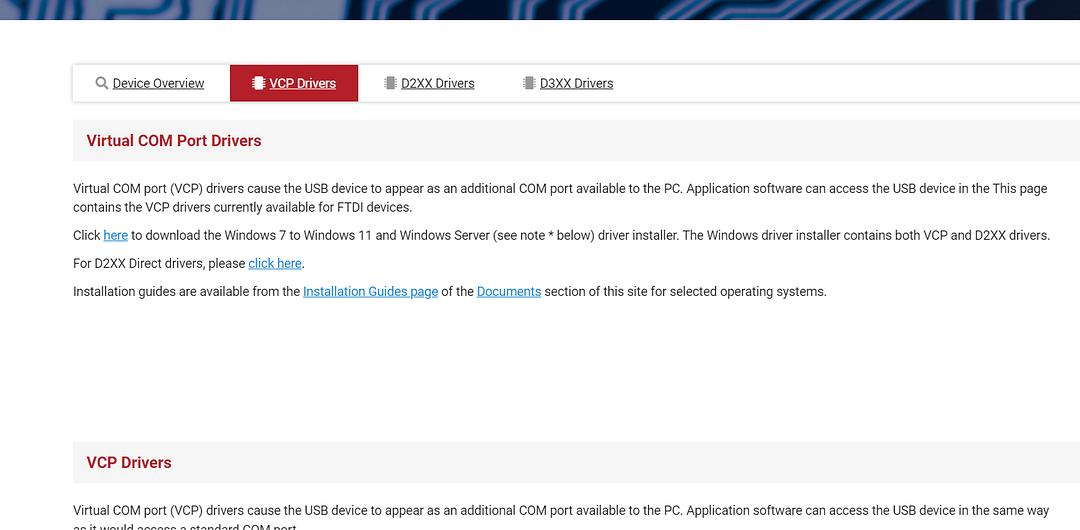 Device Overview VCP Drivers D2XX Drivers D3XX Drivers
Virtual COM Port Drivers
Virtual COM port (VCP) drivers cause the USB device to appear as an additional COM port available to the PC. Application software can access the USB device in the This page
contains the VCP drivers currently available for FTDI devices.
Click here to download the Windows 7 to Windows 11 and Windows Server (see note * below) driver installer. The Windows driver installer contains both VCP and D2XX drivers.
For D2XX Direct drivers, please click here.
Installation guides are available from the Installation Guides page of the Documents section of this site for selected operating systems.
VCP Drivers
Virtual COM port (VCP) drivers cause the USB device to appear as an additional COM port available to the PC. Application software can access the USB device in the same way
as it would access a standard COM port.